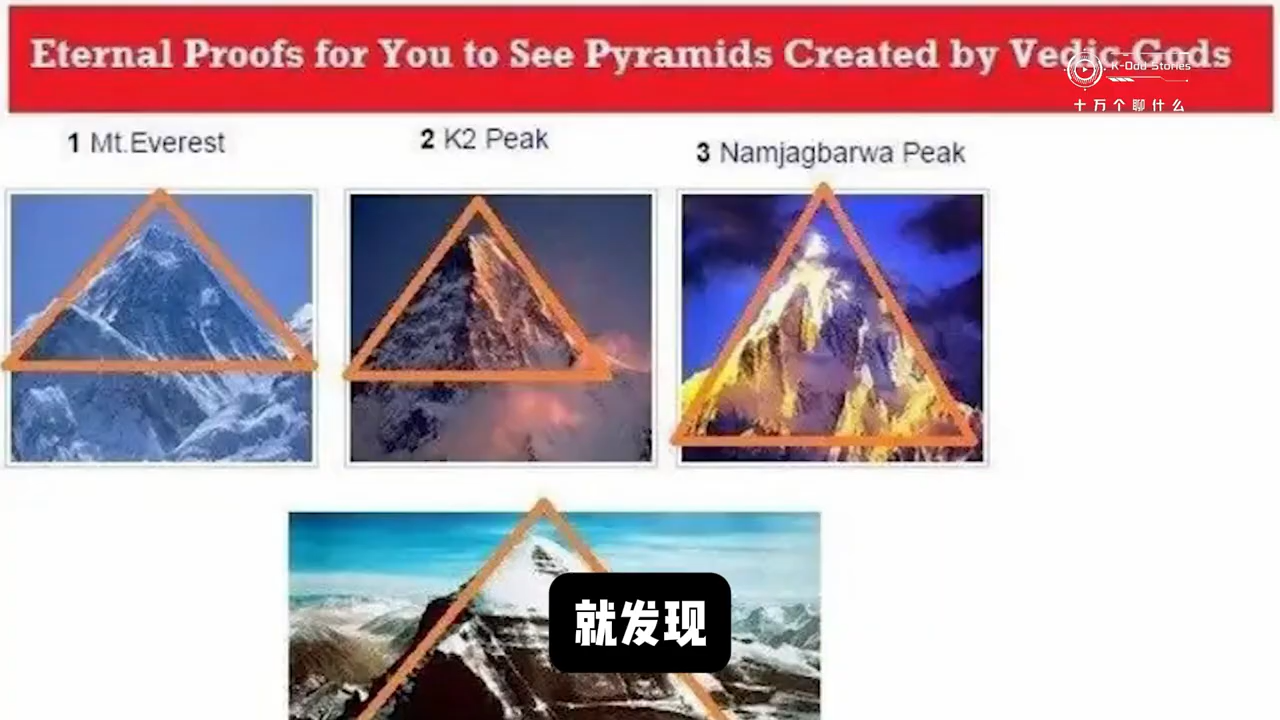 Eternal Proofs for You to See Pyramids Created by Vedic Gods
K-Odd Stories
十万个聊什么
1 Mt.Everest
2 K2 Peak
3 Namjagbarwa Peak
就发现